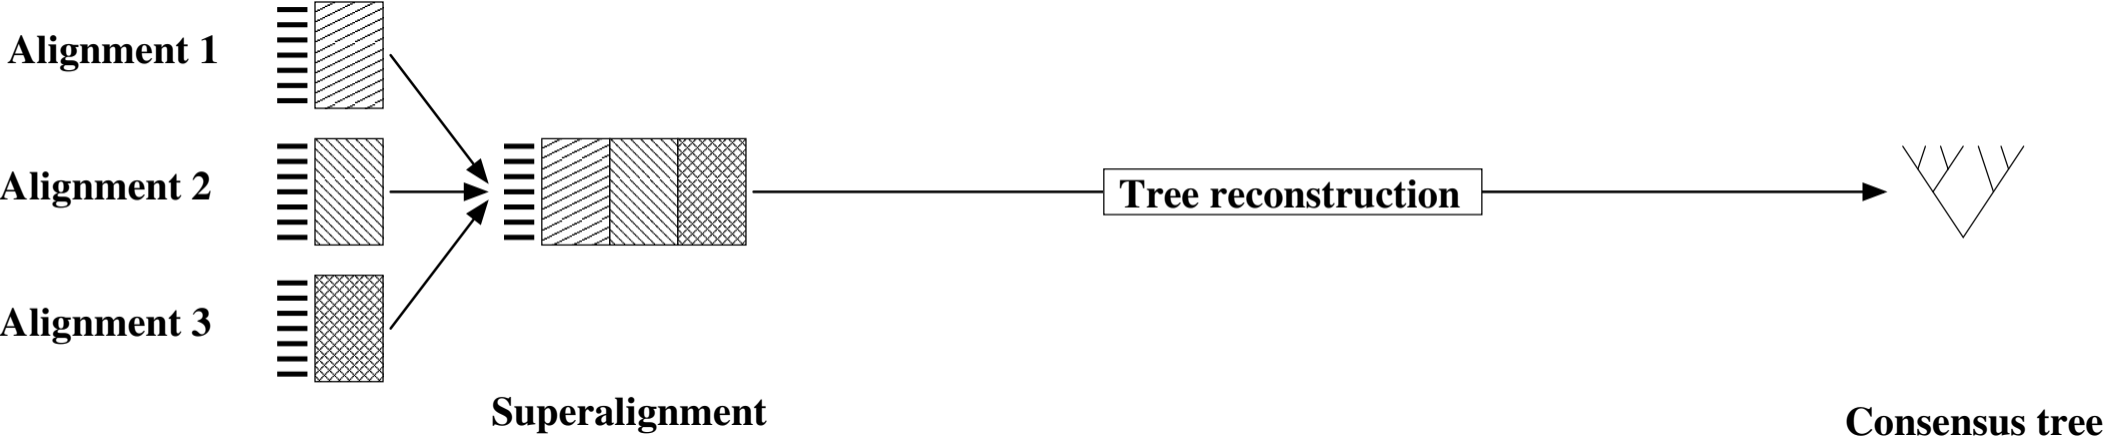 Alignment 1
Alignment 2
Tree reconstruction
Alignment 3
Superalignment
Consensus tree